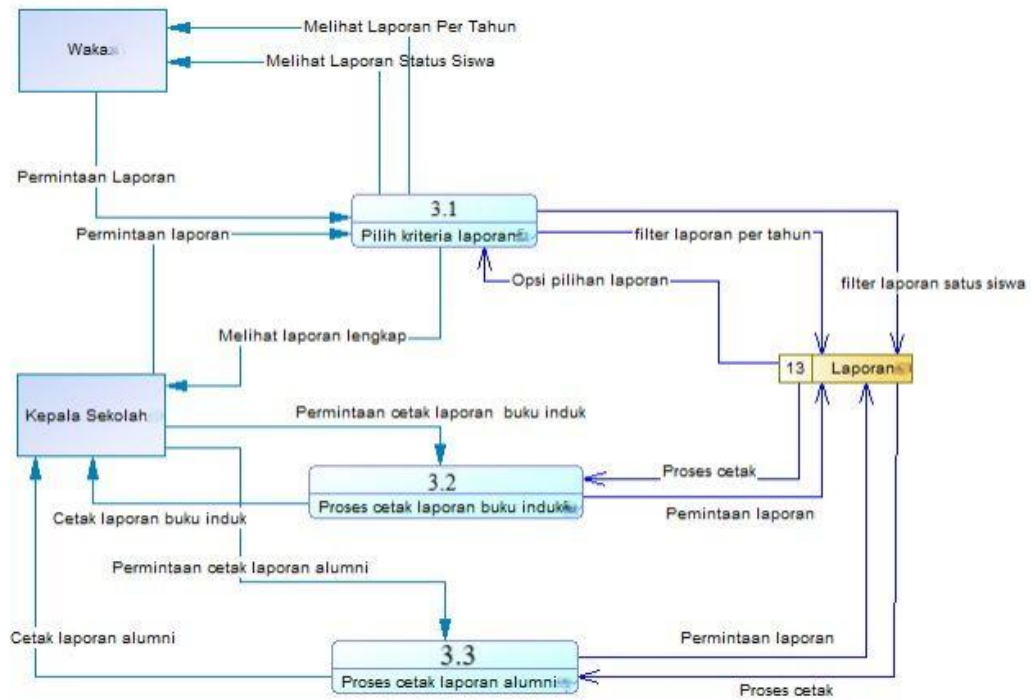 Melihat Laporan Per Tahun
Waka
Melihat Laporan Status Siswa
Permintaan Laporan
3.1
Permintaan laporan
Pilih kriteria laporan
filter laporan per tahun
Opsi pilihan laporan
filter laporan satus siswa
Melihat laporan lengkap
13
Laporan
Kepala Sekolah
Permintaan cetak laporan buku induk
3.2
Proses cetak
Proses cetak laporan buku induk
Cetak laporan buku induk
Pemintaan laporan
Permintaan cetak laporan alumni
Cetak laporan alumni
Permintaan laporan
3.3
Proses cetak laporan alumni
Proses cetak